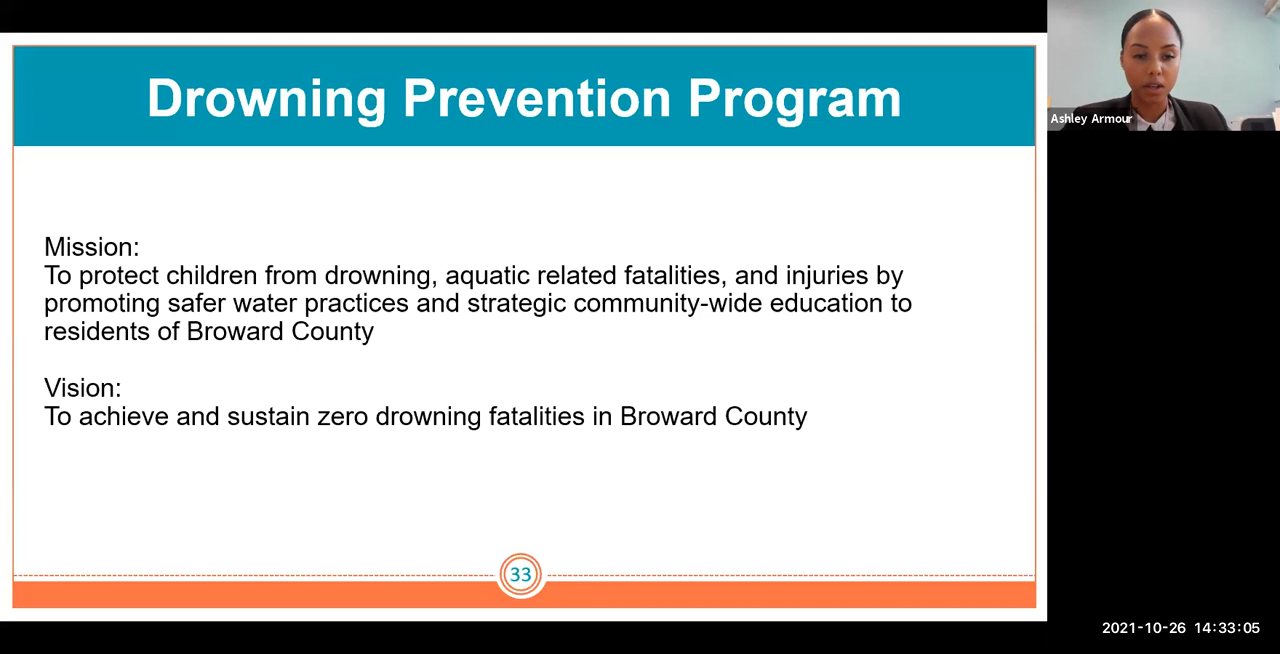 Drowning Prevention Program
Ashley Armour
Mission:
To protect children from drowning, aquatic related fatalities, and injuries by
promoting safer water practices and strategic community-wide education to
residents of Broward County
Vision:
To achieve and sustain zero drowning fatalities in Broward County
33
2021-10-26 14:33:05